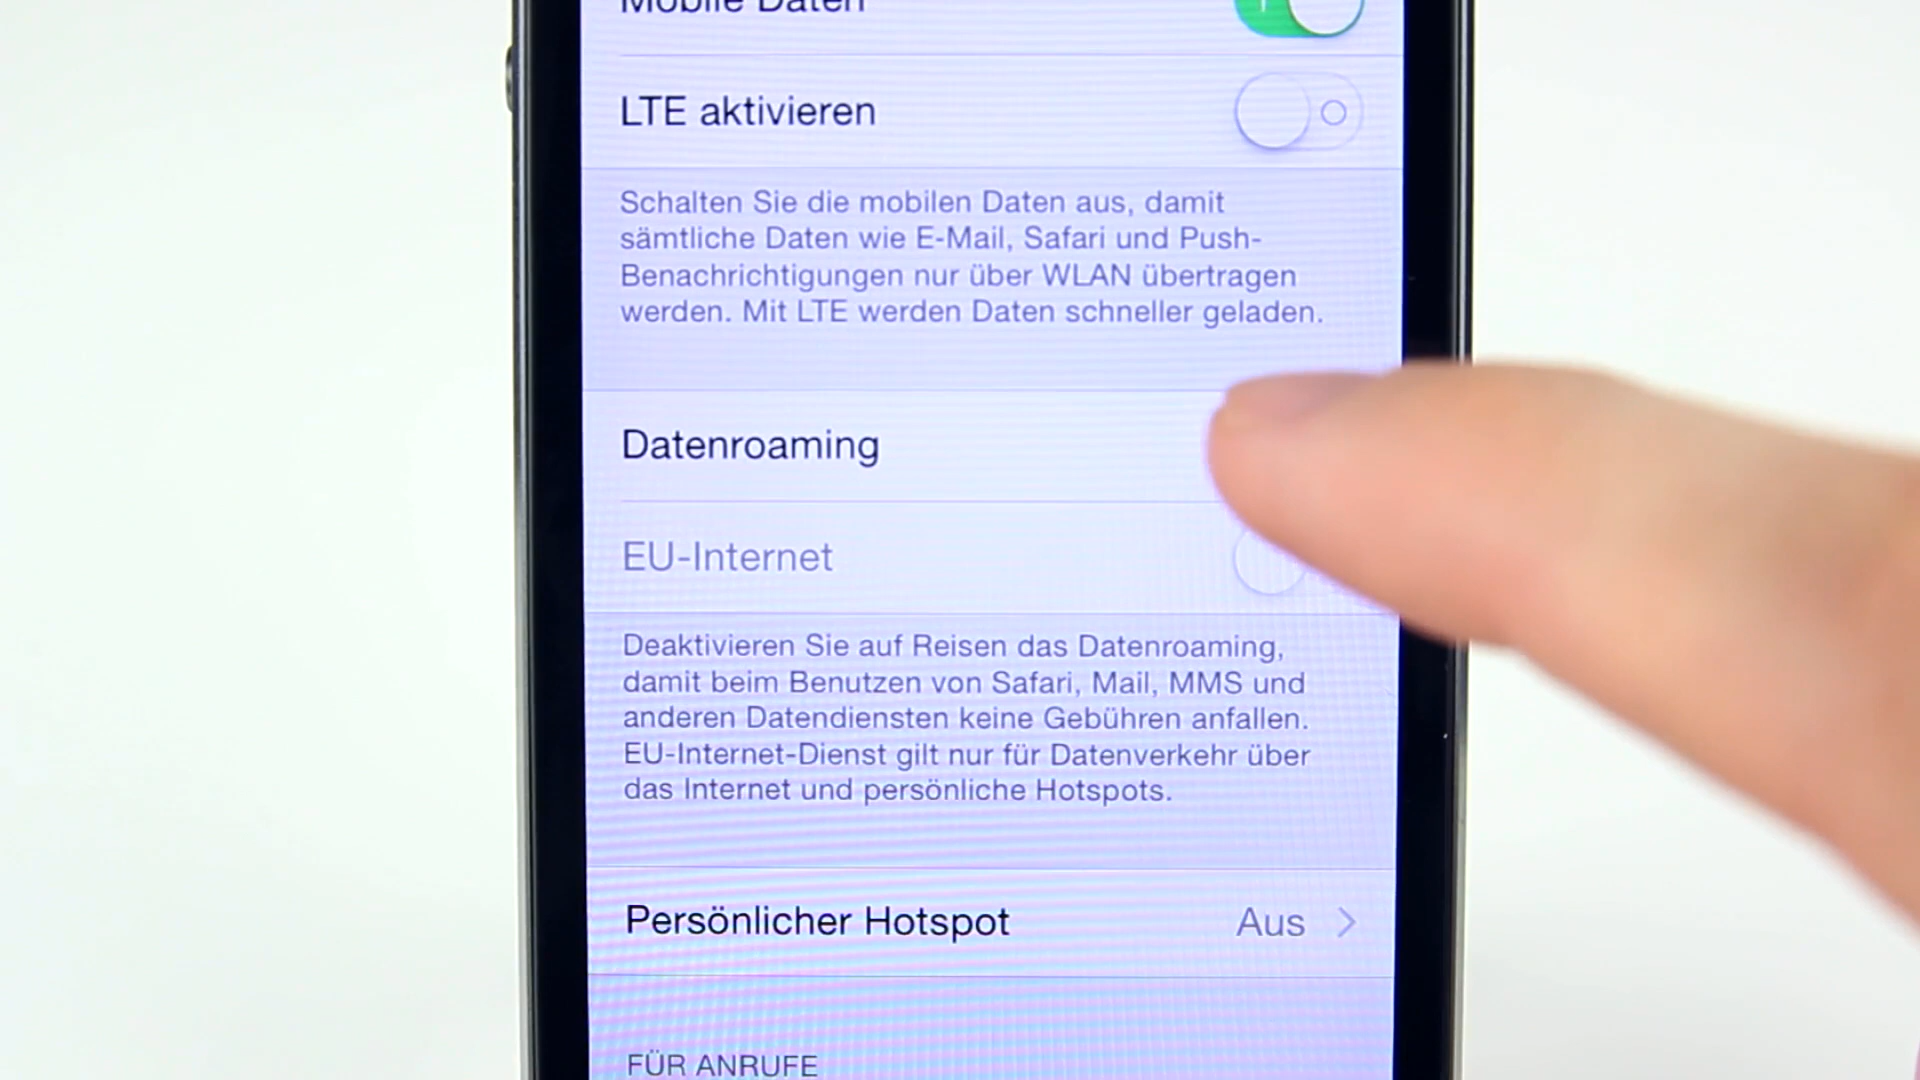 Mobile Daten
LTE aktivieren
Schalten Sie die mobilen Daten aus, damit
sämtliche Daten wie E-Mail, Safari und Push-
Benachrichtigungen nur über WLAN übertragen
werden. Mit LTE werden Daten schneller geladen.
Datenroaming
EU-Internet
Deaktivieren Sie auf Reisen das Datenroaming,
damit beim Benutzen von Safari, Mail, MMS und
anderen Datendiensten keine Gebühren anfallen.
EU-Internet-Dienst gilt nur für Datenverkehr über
das Internet und persönliche Hotspots.
Persönlicher Hotspot Aus
FÜR ANRUFE